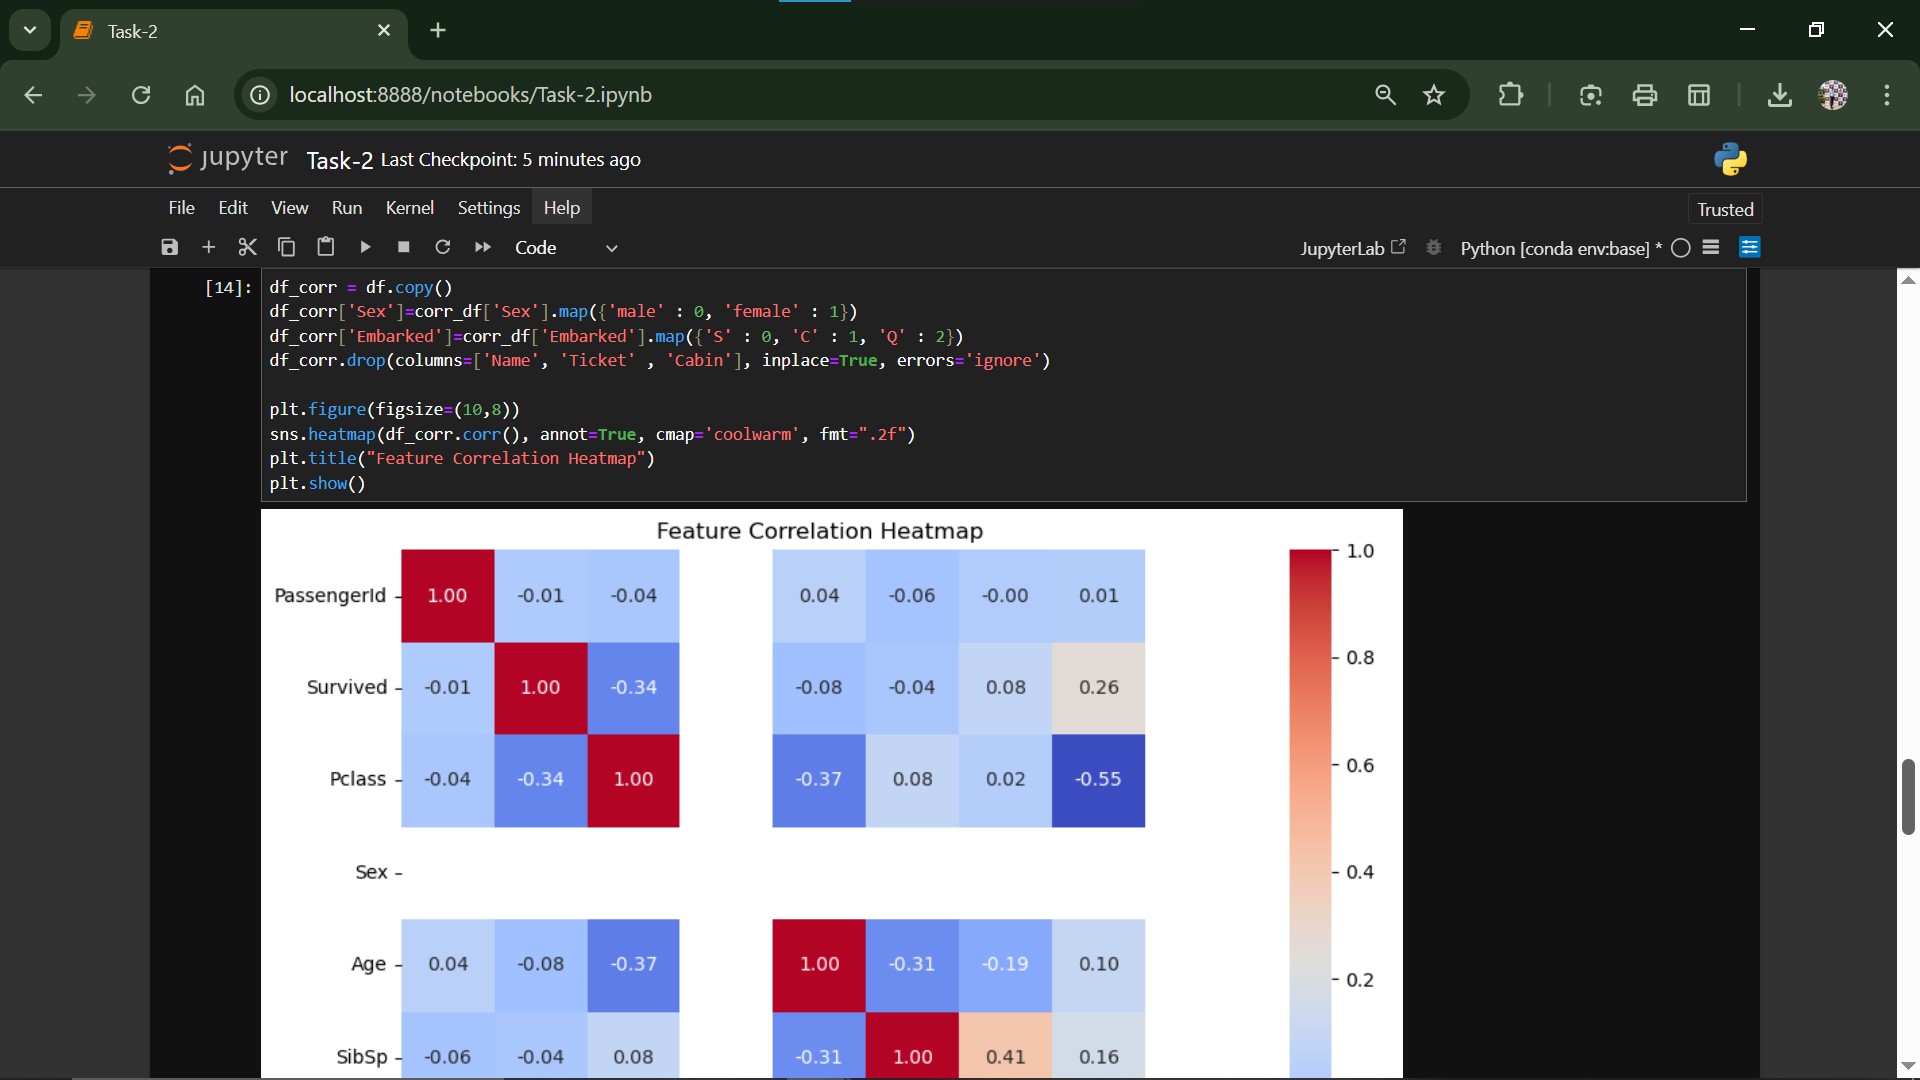 Task-2
localhost:8888/notebooks/Task-2.ipynb
jupyter Task-2 Last Checkpoint: 5 minutes ago
File Edit View Run Kernel Settings Help
Trusted
Code
JupyterLab
Python [conda env:base] *
[14]:
df_corr = df.copy()
df_corr['Sex']=corr_df['Sex'].map({'male' : 0, 'female' : 1})
df_corr['Embarked']=corr_df['Embarked'].map({'S' : 0, 'C' : 1, 'Q' : 2})
df_corr.drop(columns=['Name', 'Ticket' , 'Cabin'], inplace=True, errors='ignore')
plt.figure(figsize=(10,8))
sns.heatmap(df_corr.corr(), annot=True, cmap='coolwarm', fmt=".2f")
plt.title("Feature Correlation Heatmap")
plt.show()
Feature Correlation Heatmap
PassengerId 1.00 -0.01 -0.04 0.04 -0.06 -0.00 0.01
Survived -0.01 1.00 -0.34 -0.08 -0.04 0.08 0.26
Pclass -0.04 -0.34 1.00 -0.37 0.08 0.02 -0.55
Sex
Age 0.04 -0.08 -0.37 1.00 -0.31 -0.19 0.10
SibSp -0.06 -0.04 0.08 -0.31 1.00 0.41 0.16
1.0
0.8
0.6
0.4
0.2